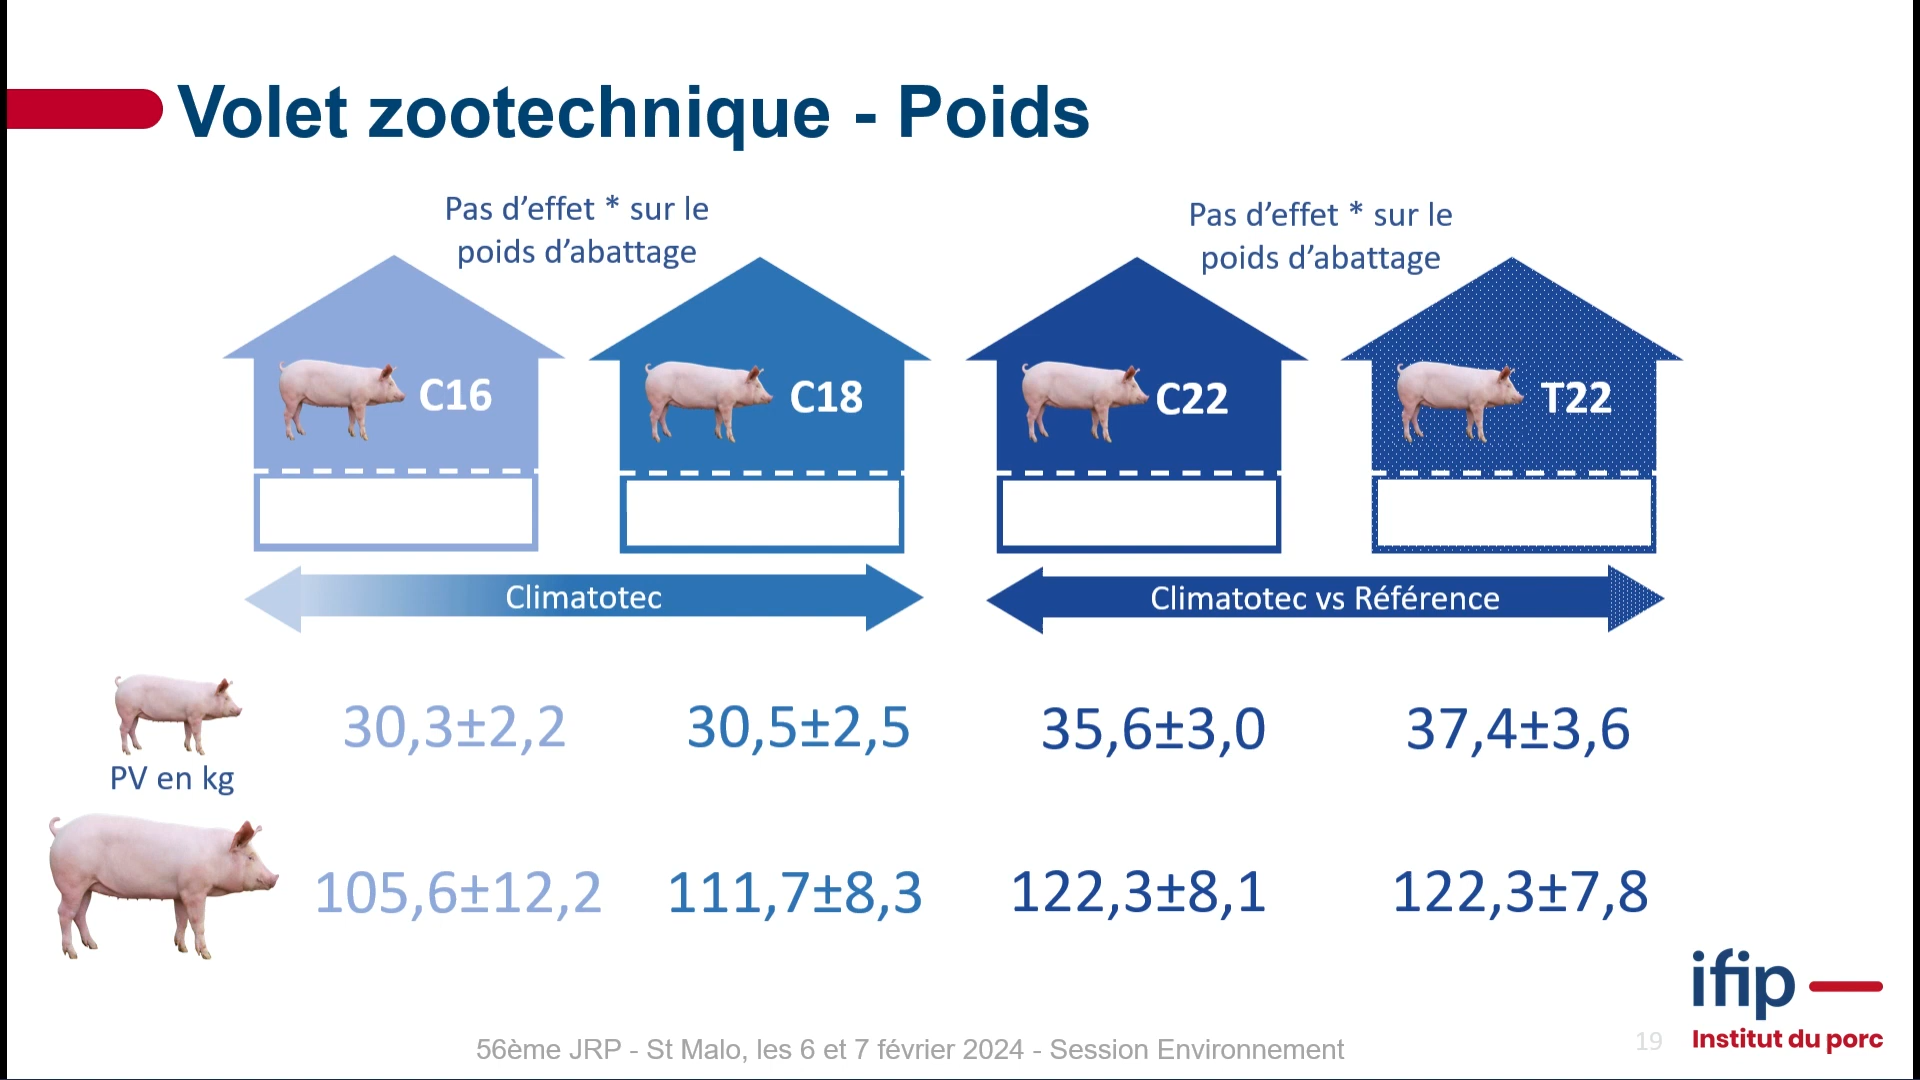 Volet zootechnique - Poids
Pas d'effet * sur le
poids d'abattage
Pas d'effet * sur le
poids d'abattage
C16
C18
C22
T22
Climatotec
Climatotec vs Référence
30,3±2,2
30,5±2,5
35,6±3,0
37,4±3,6
PV en kg
105,6±12,2
111,7±8,3
122,3±8,1
122,3±7,8
ifip
Institut du porc
56ème JRP - St Malo, les 6 et 7 février 2024 - Session Environnement
19